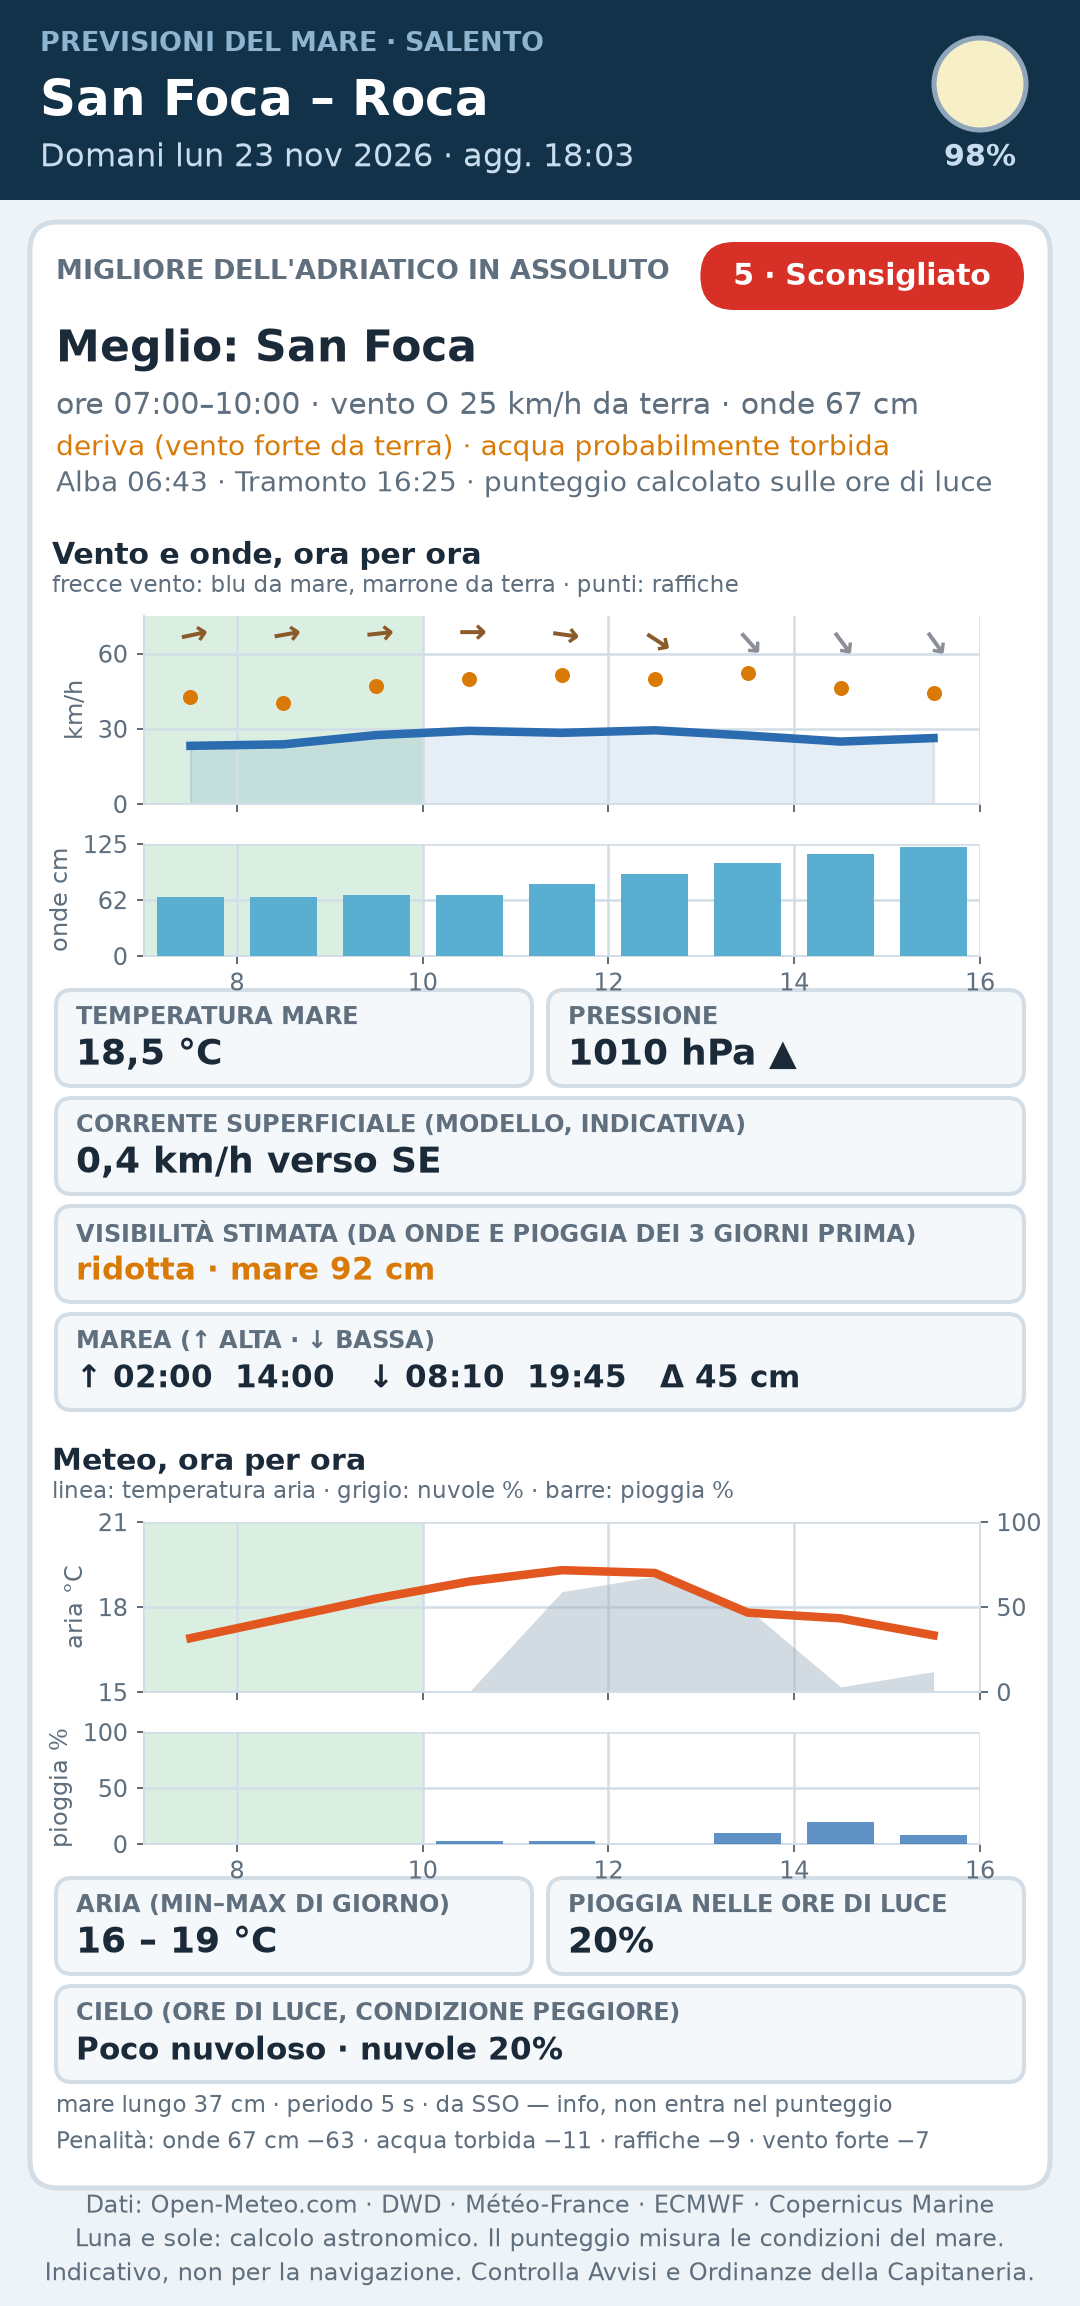 PREVISIONI DEL MARE · SALENTO
San Foca – Roca
Domani lun 23 nov 2026 · agg. 18:03
98%
MIGLIORE DELL'ADRIATICO IN ASSOLUTO
5 · Sconsigliato
Meglio: San Foca
ore 07:00–10:00 · vento O 25 km/h da terra · onde 67 cm
deriva (vento forte da terra) · acqua probabilmente torbida
Alba 06:43 · Tramonto 16:25 · punteggio calcolato sulle ore di luce
Vento e onde, ora per ora
frecce vento: blu da mare, marrone da terra · punti: raffiche
km/h
60
30
0
onde cm
125
62
0
8 10 12 14 16
TEMPERATURA MARE
18,5 °C
PRESSIONE
1010 hPa ▲
CORRENTE SUPERFICIALE (MODELLO, INDICATIVA)
0,4 km/h verso SE
VISIBILITÀ STIMATA (DA ONDE E PIOGGIA DEI 3 GIORNI PRIMA)
ridotta · mare 92 cm
MAREA (↑ ALTA · ↓ BASSA)
↑ 02:00 14:00 ↓ 08:10 19:45 Δ 45 cm
Meteo, ora per ora
linea: temperatura aria · grigio: nuvole % · barre: pioggia %
aria °C
21
18
15
100
50
0
pioggia %
100
50
0
8 10 12 14 16
ARIA (MIN–MAX DI GIORNO)
16 – 19 °C
PIOGGIA NELLE ORE DI LUCE
20%
CIELO (ORE DI LUCE, CONDIZIONE PEGGIORE)
Poco nuvoloso · nuvole 20%
mare lungo 37 cm · periodo 5 s · da SSO — info, non entra nel punteggio
Penalità: onde 67 cm −63 · acqua torbida −11 · raffiche −9 · vento forte −7
Dati: Open-Meteo.com · DWD · Météo-France · ECMWF · Copernicus Marine
Luna e sole: calcolo astronomico. Il punteggio misura le condizioni del mare.
Indicativo, non per la navigazione. Controlla Avvisi e Ordinanze della Capitaneria.